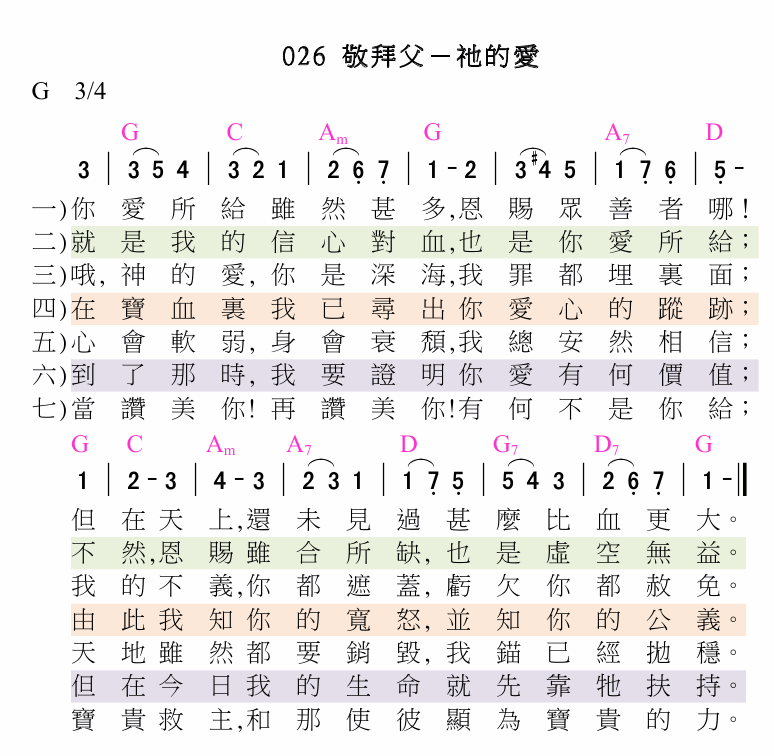 026 敬拜父－祂的愛
G 3/4
G C Am G A7 D
3 | 3 5 4 | 3 2 1 | 2 6̣ 7̣ | 1 - 2 | 3 #4 5 | 1 7̣ 6̣ | 5̣ -
一)你愛所給雖然甚多,恩賜眾善者哪!
二)就是我的信心對血,也是你愛所給;
三)哦,神的愛,你是深海,我罪都埋裏面;
四)在寶血裏我已尋出你愛心的蹤跡;
五)心會軟弱,身會衰頹,我總安然相信;
六)到了那時,我要證明你愛有何價值;
七)當讚美你!再讚美你!有何不是你給;
G C Am A7 D G7 D7 G
1 | 2 - 3 | 4 - 3 | 2 3 1 | 1 7̣ 5̣ | 5 4 3 | 2 6̣ 7̣ | 1 - ||
但在天上,還未見過甚麼比血更大。
不然,恩賜雖合所缺,也是虛空無益。
我的不義,你都遮蓋,虧欠你都赦免。
由此我知你的寬怒,並知你的公義。
天地雖然都要銷毀,我錨已經拋穩。
但在今日我的生命就先靠牠扶持。
寶貴救主,和那使彼顯為寶貴的力。